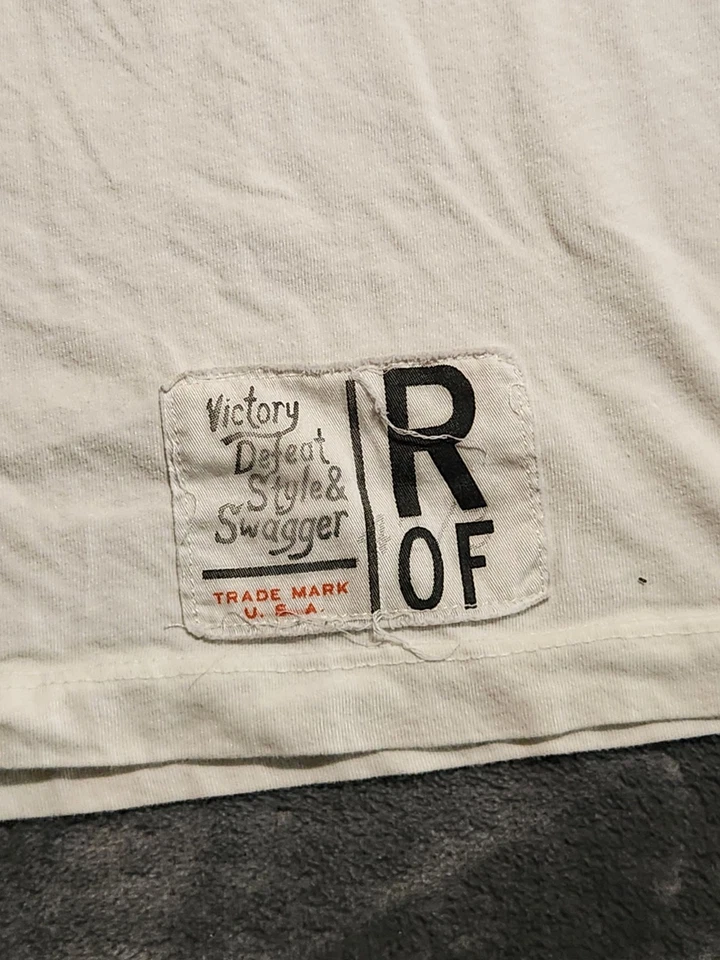 Victory
Defeat
Style &
Swagger
TRADE MARK
U. S. A.
R
OF